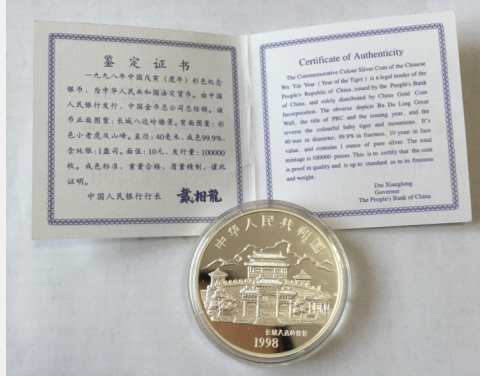 鉴定证书
一九九八年中国戊寅（虎年）彩色纪念
银币，为中华人民共和国法定货币。由中国
人民银行发行，中国金币总公司总经销。该
币正面图案：长城八达岭楼景。背面图案：彩
色小老虎及山峰。直径：40毫米，成色99.9%，
含纯银：1盎司。面值：10元。发行量：100000
枚。成色标准，重量合格，质量精制，谨此
证明。
中国人民银行行长 戴相龍
Certificate of Authenticity
The Commemorative Colour Silver Coin of the Chinese
Wu Yin Year (Year of the Tiger) is a legal tender of the
People's Republic of China, issued by the People's Bank
of China, and solely distributed by China Gold Coin
Incorporation. The obverse depicts Ba Da Ling Great
Wall, the title of PRC and the issuing year, and the
reverse the colourful baby tiger and mountains. It's
40 mm in diameter, 99.9% in fineness, 10 yuan in face
value, and contains 1 ounce of pure silver. The total
mintage is 100000 pieces. This is to certify that the coin
is proof in quality and is up to standard as to its fineness
and weight.
Dai Xianglong
Governor
The People's Bank of China
中华人民共和國
长城八达岭
1998